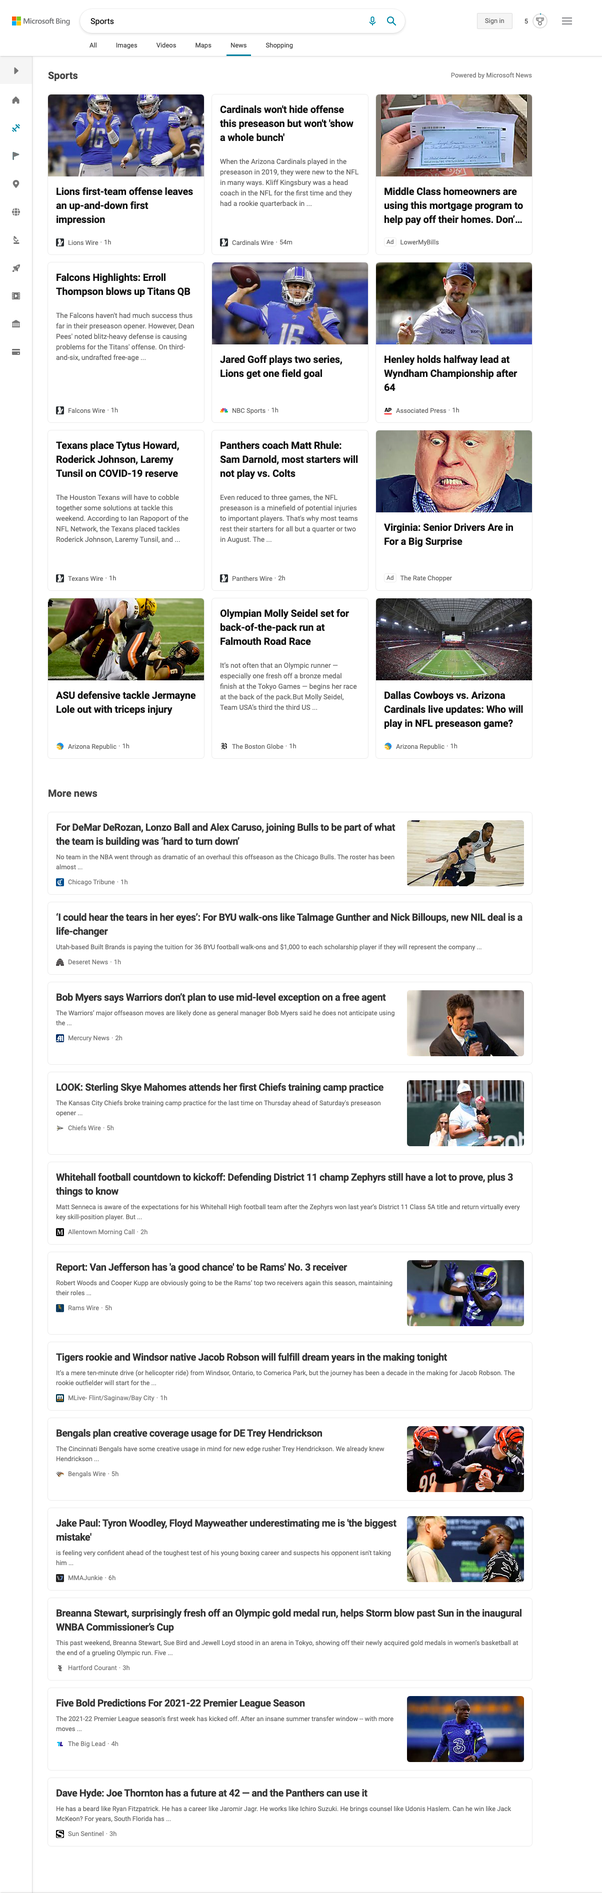 Microsoft Bing
Sports
Sign in
5
All Images Videos Maps News Shopping
Sports
Powered by Microsoft News
Lions first-team offense leaves
an up-and-down first
impression
Lions Wire · 1h
Cardinals won't hide offense
this preseason but won't 'show
a whole bunch'
When the Arizona Cardinals played in the
preseason in 2019, they were new to the NFL
in many ways. Kliff Kingsbury was a head
coach in the NFL for the first time and they
had a rookie quarterback in ...
Cardinals Wire · 54m
Middle Class homeowners are
using this mortgage program to
help pay off their homes. Don'...
Ad LowerMyBills
Falcons Highlights: Erroll
Thompson blows up Titans QB
The Falcons haven't had much success thus
far in their preseason opener. However, Dean
Pees' noted blitz-heavy defense is causing
problems for the Titans' offense. On third-
and-six, undrafted free-age ...
Falcons Wire · 1h
Jared Goff plays two series,
Lions get one field goal
NBC Sports · 1h
Henley holds halfway lead at
Wyndham Championship after
64
AP Associated Press · 1h
Texans place Tytus Howard,
Roderick Johnson, Laremy
Tunsil on COVID-19 reserve
The Houston Texans will have to cobble
together some solutions at tackle this
weekend. According to Ian Rapoport of the
NFL Network, the Texans placed tackles
Roderick Johnson, Laremy Tunsil, and ...
Texans Wire · 1h
Panthers coach Matt Rhule:
Sam Darnold, most starters will
not play vs. Colts
Even reduced to three games, the NFL
preseason is a minefield of potential injuries
to important players. That's why most teams
rest their starters for all but a quarter or two
in August. The ...
Panthers Wire · 2h
Virginia: Senior Drivers Are in
For a Big Surprise
Ad The Rate Chopper
ASU defensive tackle Jermayne
Lole out with triceps injury
Arizona Republic · 1h
Olympian Molly Seidel set for
back-of-the-pack run at
Falmouth Road Race
It's not often that an Olympic runner —
especially one fresh off a bronze medal
finish at the Tokyo Games — begins her race
at the back of the pack.But Molly Seidel,
Team USA's third the third US ...
The Boston Globe · 1h
Dallas Cowboys vs. Arizona
Cardinals live updates: Who will
play in NFL preseason game?
Arizona Republic · 1h
More news
For DeMar DeRozan, Lonzo Ball and Alex Caruso, joining Bulls to be part of what
the team is building was 'hard to turn down'
No team in the NBA went through as dramatic of an overhaul this offseason as the Chicago Bulls. The roster has been
almost ...
Chicago Tribune · 1h
'I could hear the tears in her eyes': For BYU walk-ons like Talmage Gunther and Nick Billoups, new NIL deal is a
life-changer
Utah-based Built Brands is paying the tuition for 36 BYU football walk-ons and $1,000 to each scholarship player if they will represent the company ...
Deseret News · 1h
Bob Myers says Warriors don't plan to use mid-level exception on a free agent
The Warriors' major offseason moves are likely done as general manager Bob Myers said he does not anticipate using
the ...
Mercury News · 2h
LOOK: Sterling Skye Mahomes attends her first Chiefs training camp practice
The Kansas City Chiefs broke training camp practice for the last time on Thursday ahead of Saturday's preseason
opener ...
Chiefs Wire · 5h
Whitehall football countdown to kickoff: Defending District 11 champ Zephyrs still have a lot to prove, plus 3
things to know
Matt Senneca is aware of the expectations for his Whitehall High football team after the Zephyrs won last year's District 11 Class 5A title and return virtually every
key skill-position player. But ...
Allentown Morning Call · 2h
Report: Van Jefferson has 'a good chance' to be Rams' No. 3 receiver
Robert Woods and Cooper Kupp are obviously going to be the Rams' top two receivers again this season, maintaining
their roles ...
Rams Wire · 5h
Tigers rookie and Windsor native Jacob Robson will fulfill dream years in the making tonight
It's a mere ten-minute drive (or helicopter ride) from Windsor, Ontario, to Comerica Park, but the journey has been a decade in the making for Jacob Robson. The
rookie outfielder will start for the ...
MLive- Flint/Saginaw/Bay City · 1h
Bengals plan creative coverage usage for DE Trey Hendrickson
The Cincinnati Bengals have some creative usage in mind for new edge rusher Trey Hendrickson. We already knew
Hendrickson ...
Bengals Wire · 5h
Jake Paul: Tyron Woodley, Floyd Mayweather underestimating me is 'the biggest
mistake'
is feeling very confident ahead of the toughest test of his young boxing career and suspects his opponent isn't taking
him ...
MMAJunkie · 6h
Breanna Stewart, surprisingly fresh off an Olympic gold medal run, helps Storm blow past Sun in the inaugural
WNBA Commissioner's Cup
This past weekend, Breanna Stewart, Sue Bird and Jewell Loyd stood in an arena in Tokyo, showing off their newly acquired gold medals in women's basketball at
the end of a grueling Olympic run. Five ...
Hartford Courant · 3h
Five Bold Predictions For 2021-22 Premier League Season
The 2021-22 Premier League season's first week has kicked off. After an insane summer transfer window – with more
moves ...
The Big Lead · 4h
Dave Hyde: Joe Thornton has a future at 42 — and the Panthers can use it
He has a beard like Ryan Fitzpatrick. He has a career like Jaromir Jagr. He works like Ichiro Suzuki. He brings counsel like Udonis Haslem. Can he win like Jack
McKeon? For years, South Florida has ...
Sun Sentinel · 3h